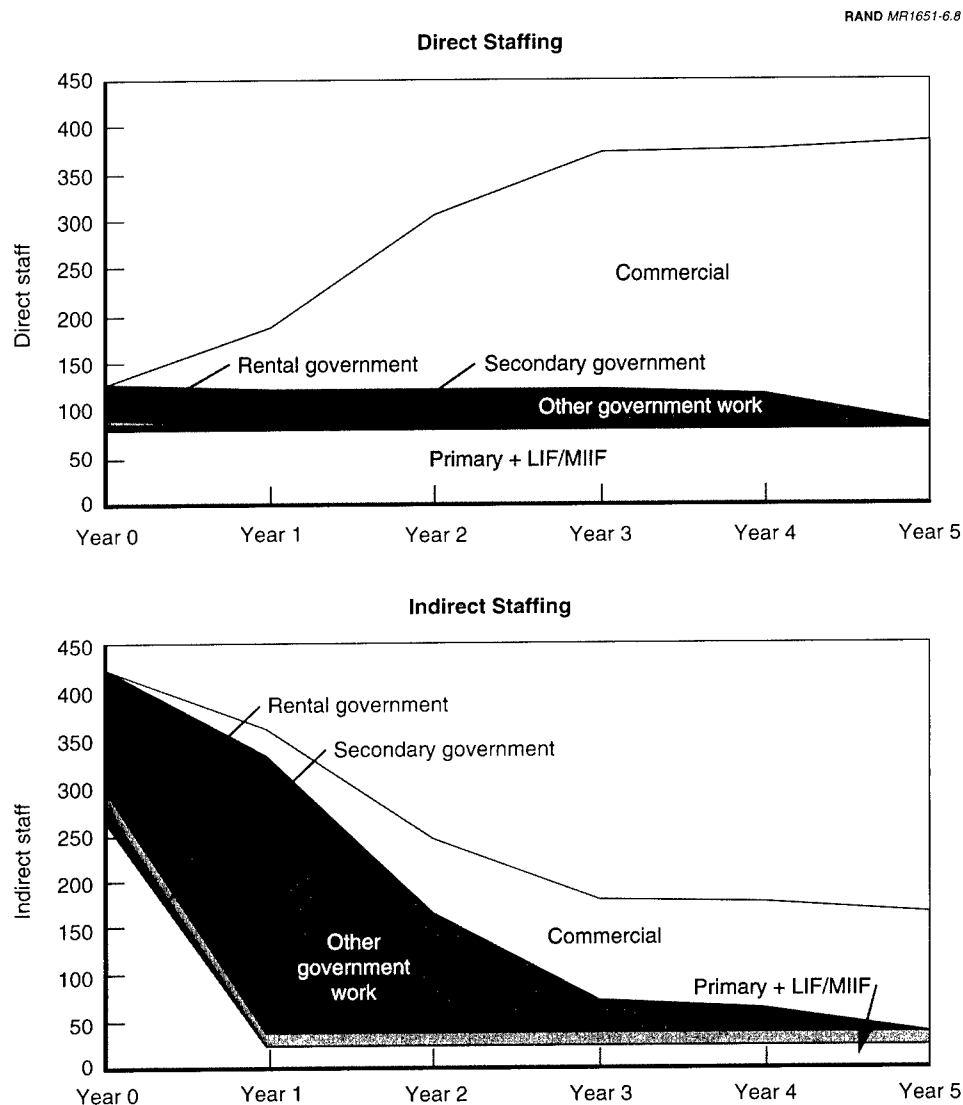 RAND MR1651-6.8
Direct Staffing
450
400
350
300
250
200
150
100
50
0
Direct staff
Commercial
Rental government
Secondary government
Other government work
Primary + LIF/MIIF
Year 0
Year 1
Year 2
Year 3
Year 4
Year 5
Indirect Staffing
450
400
350
300
250
200
150
100
50
0
Indirect staff
Rental government
Secondary government
Other
government
work
Commercial
Primary + LIF/MIIF
Year 0
Year 1
Year 2
Year 3
Year 4
Year 5